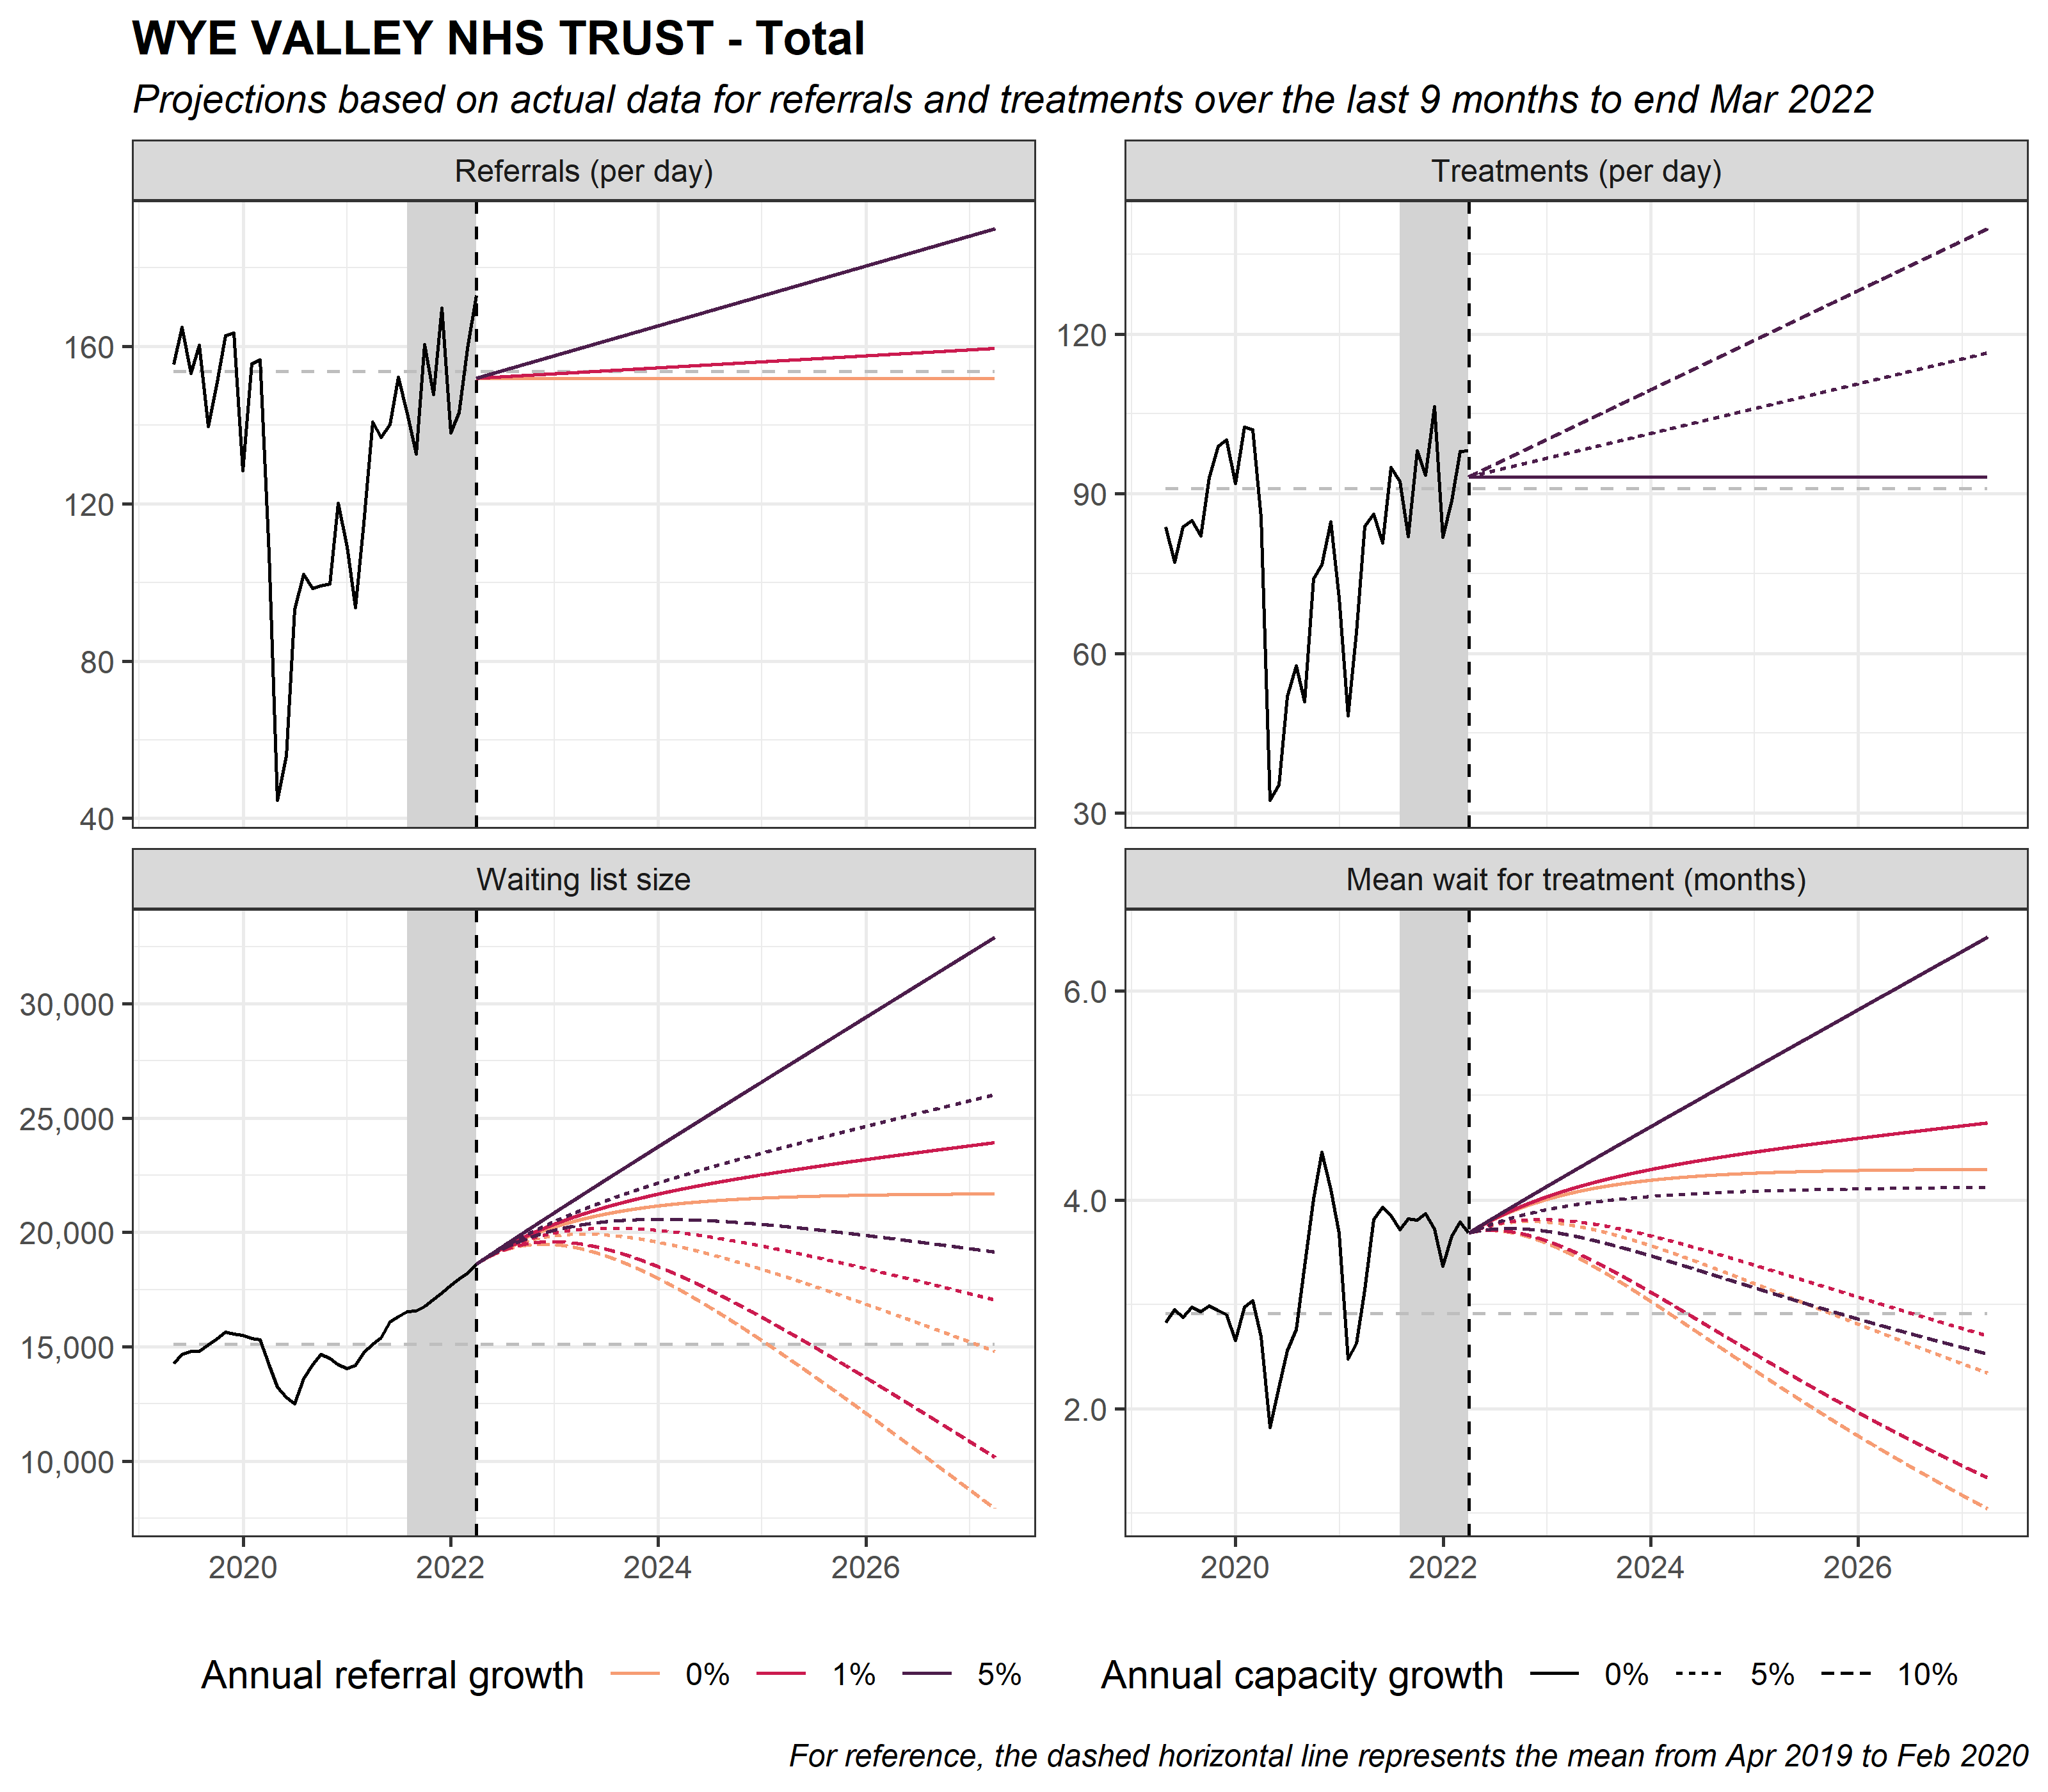 WYE VALLEY NHS TRUST - Total
Projections based on actual data for referrals and treatments over the last 9 months to end Mar 2022
Referrals (per day)
160
120
80
40
Treatments (per day)
120
90
60
30
Waiting list size
30,000
25,000
20,000
15,000
10,000
2020 2022 2024 2026
Mean wait for treatment (months)
6.0
4.0
2.0
2020 2022 2024 2026
Annual referral growth 0% 1% 5%
Annual capacity growth 0% 5% 10%
For reference, the dashed horizontal line represents the mean from Apr 2019 to Feb 2020